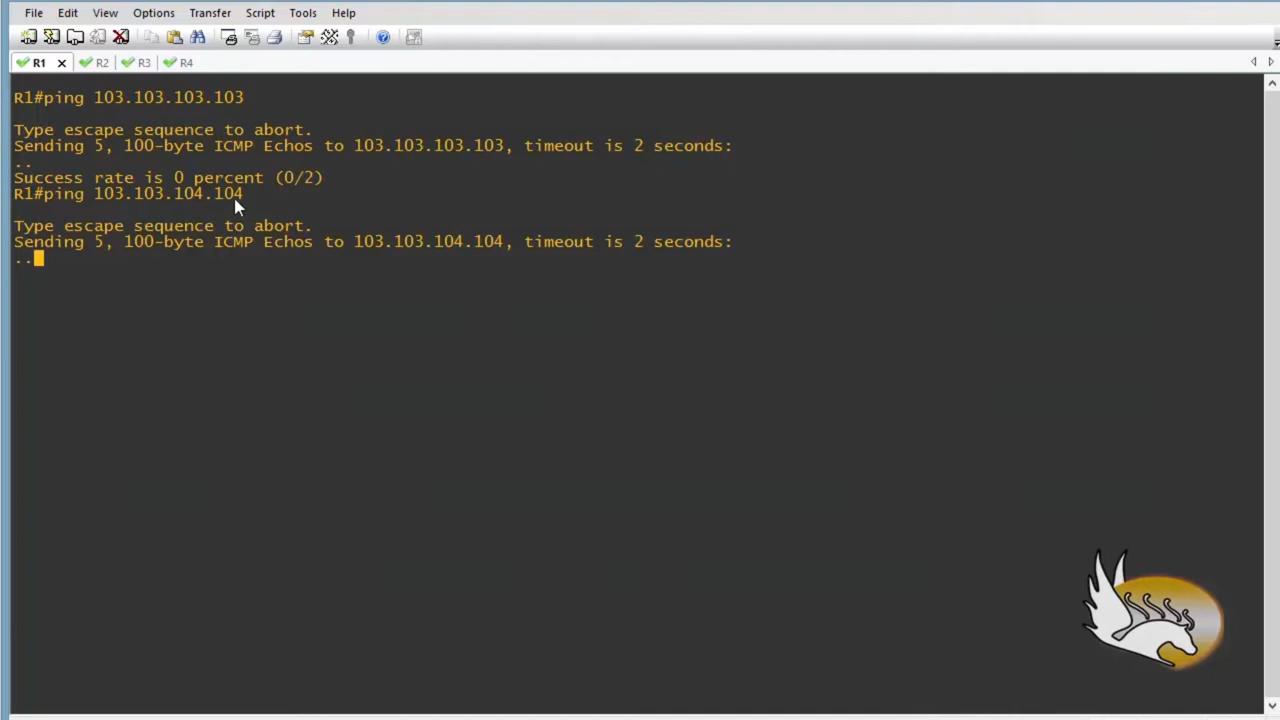 File Edit View Options Transfer Script Tools Help
R1 R2 R3 R4
R1#ping 103.103.103.103
Type escape sequence to abort.
Sending 5, 100-byte ICMP Echos to 103.103.103.103, timeout is 2 seconds:
..
Success rate is 0 percent (0/2)
R1#ping 103.103.104.104
Type escape sequence to abort.
Sending 5, 100-byte ICMP Echos to 103.103.104.104, timeout is 2 seconds:
..